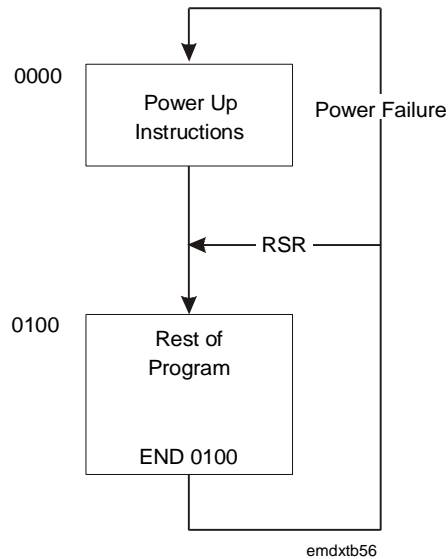 0000
Power Up
Instructions
Power Failure
RSR
0100
Rest of
Program
END 0100
emdxtb56